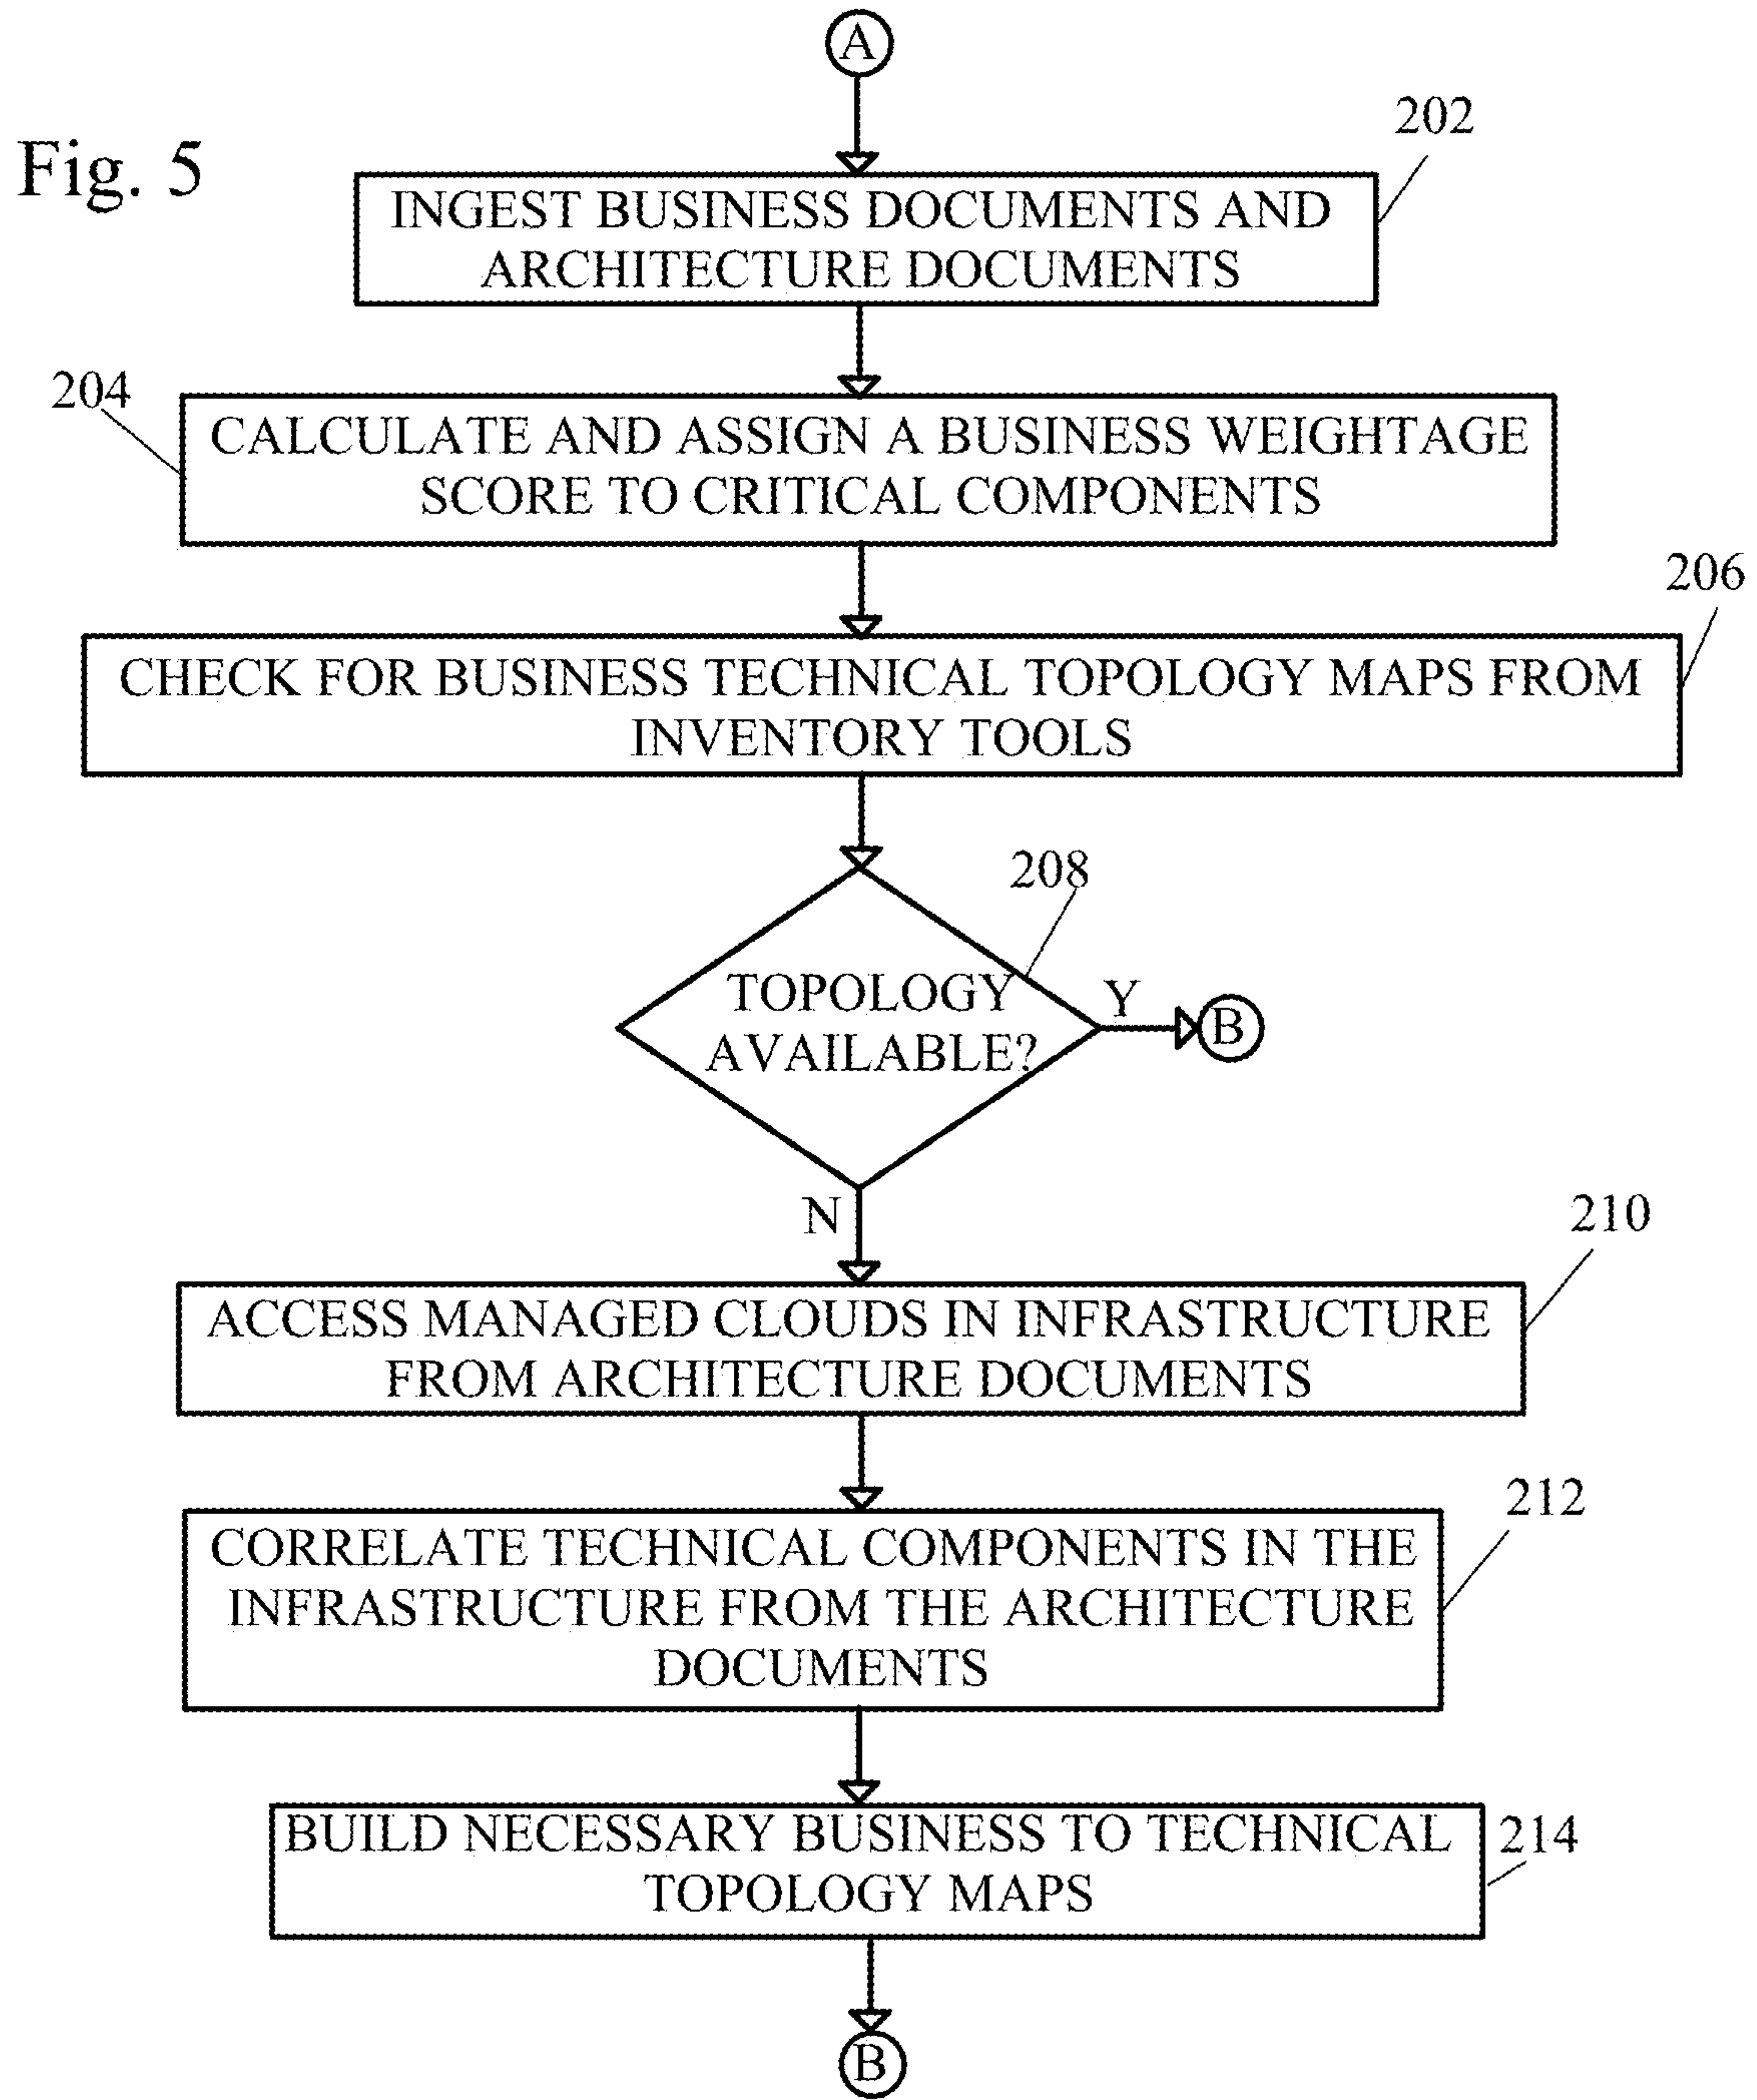 A
Fig. 5
202
INGEST BUSINESS DOCUMENTS AND
ARCHITECTURE DOCUMENTS
204
CALCULATE AND ASSIGN A BUSINESS WEIGHTAGE
SCORE TO CRITICAL COMPONENTS
206
CHECK FOR BUSINESS TECHNICAL TOPOLOGY MAPS FROM
INVENTORY TOOLS
208
TOPOLOGY
AVAILABLE?
Y
B
N
210
ACCESS MANAGED CLOUDS IN INFRASTRUCTURE
FROM ARCHITECTURE DOCUMENTS
212
CORRELATE TECHNICAL COMPONENTS IN THE
INFRASTRUCTURE FROM THE ARCHITECTURE
DOCUMENTS
BUILD NECESSARY BUSINESS TO TECHNICAL
TOPOLOGY MAPS
214
B